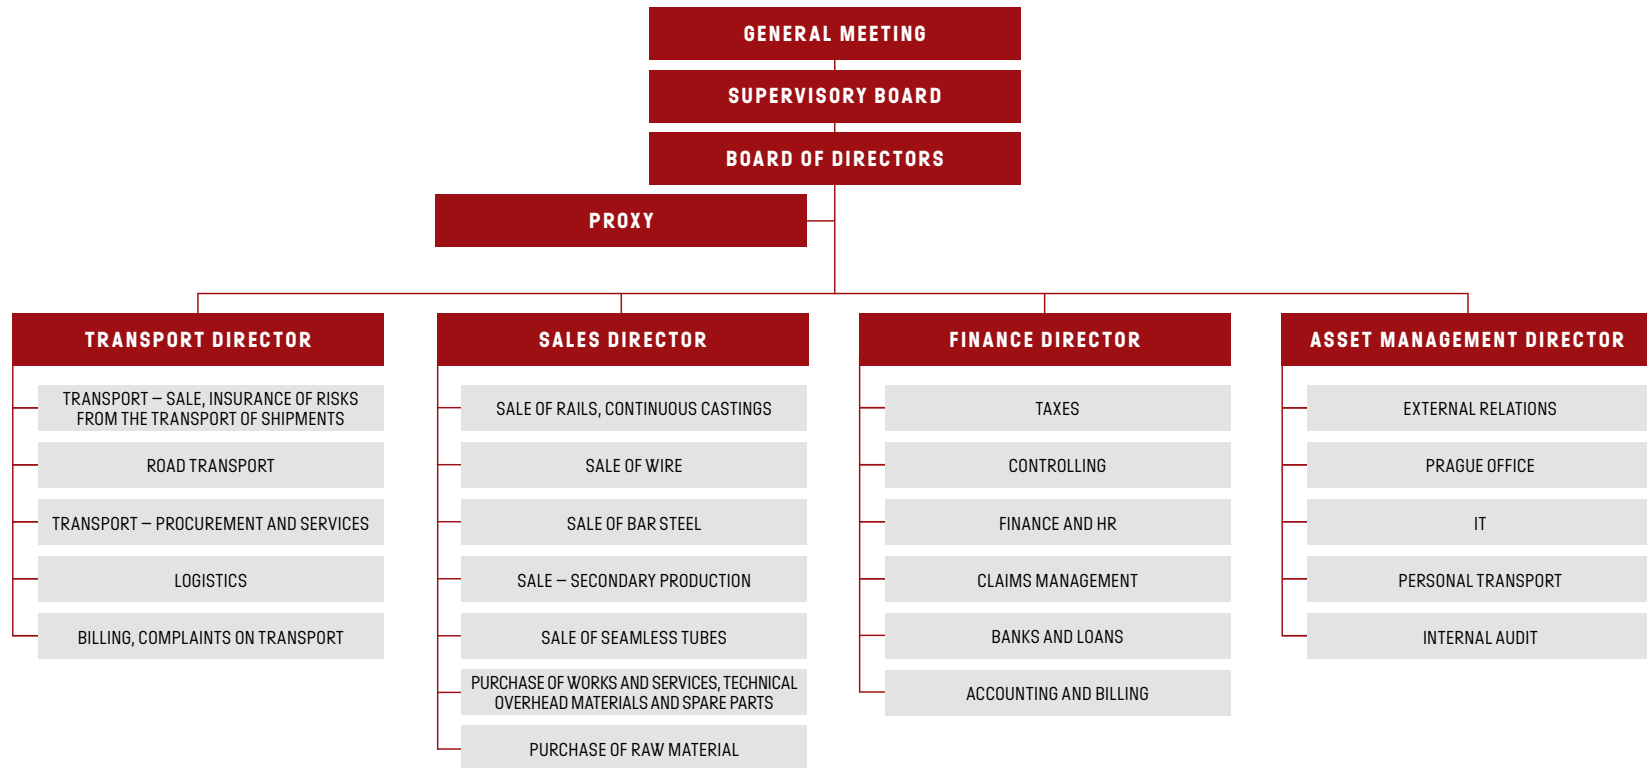 GENERAL MEETING
SUPERVISORY BOARD
BOARD OF DIRECTORS
PROXY
TRANSPORT DIRECTOR
TRANSPORT – SALE, INSURANCE OF RISKS
FROM THE TRANSPORT OF SHIPMENTS
ROAD TRANSPORT
TRANSPORT – PROCUREMENT AND SERVICES
LOGISTICS
BILLING, COMPLAINTS ON TRANSPORT
SALES DIRECTOR
SALE OF RAILS, CONTINUOUS CASTINGS
SALE OF WIRE
SALE OF BAR STEEL
SALE – SECONDARY PRODUCTION
SALE OF SEAMLESS TUBES
PURCHASE OF WORKS AND SERVICES, TECHNICAL
OVERHEAD MATERIALS AND SPARE PARTS
PURCHASE OF RAW MATERIAL
FINANCE DIRECTOR
TAXES
CONTROLLING
FINANCE AND HR
CLAIMS MANAGEMENT
BANKS AND LOANS
ACCOUNTING AND BILLING
ASSET MANAGEMENT DIRECTOR
EXTERNAL RELATIONS
PRAGUE OFFICE
IT
PERSONAL TRANSPORT
INTERNAL AUDIT